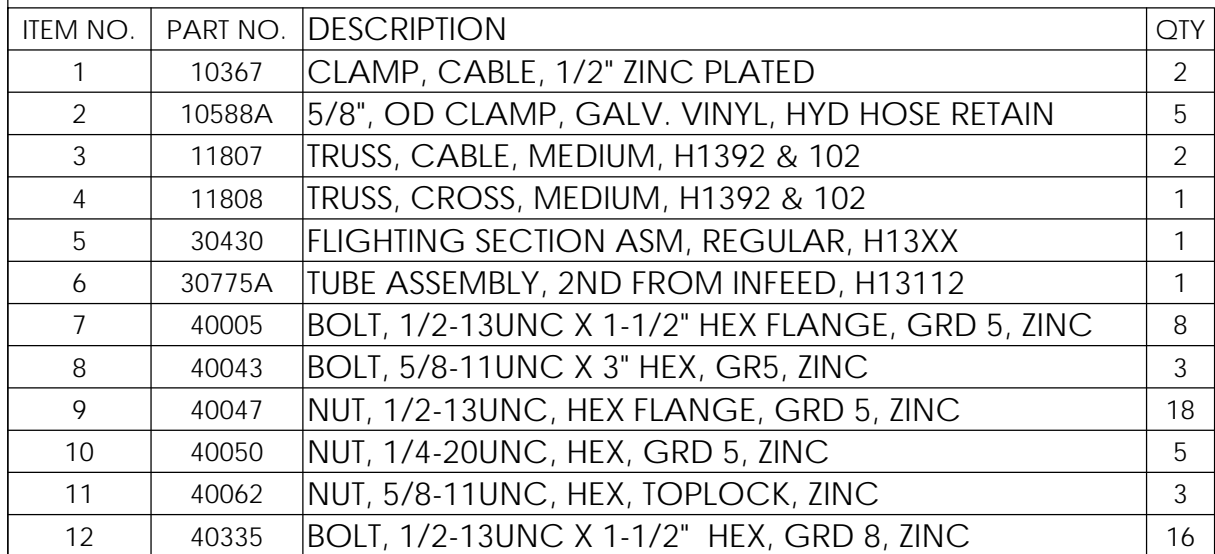 ITEM NO. PART NO. DESCRIPTION QTY
1 10367 CLAMP, CABLE, 1/2" ZINC PLATED 2
2 10588A 5/8", OD CLAMP, GALV. VINYL, HYD HOSE RETAIN 5
3 11807 TRUSS, CABLE, MEDIUM, H1392 & 102 2
4 11808 TRUSS, CROSS, MEDIUM, H1392 & 102 1
5 30430 FLIGHTING SECTION ASM, REGULAR, H13XX 1
6 30775A TUBE ASSEMBLY, 2ND FROM INFEED, H13112 1
7 40005 BOLT, 1/2-13UNC X 1-1/2" HEX FLANGE, GRD 5, ZINC 8
8 40043 BOLT, 5/8-11UNC X 3" HEX, GR5, ZINC 3
9 40047 NUT, 1/2-13UNC, HEX FLANGE, GRD 5, ZINC 18
10 40050 NUT, 1/4-20UNC, HEX, GRD 5, ZINC 5
11 40062 NUT, 5/8-11UNC, HEX, TOPLOCK, ZINC 3
12 40335 BOLT, 1/2-13UNC X 1-1/2" HEX, GRD 8, ZINC 16